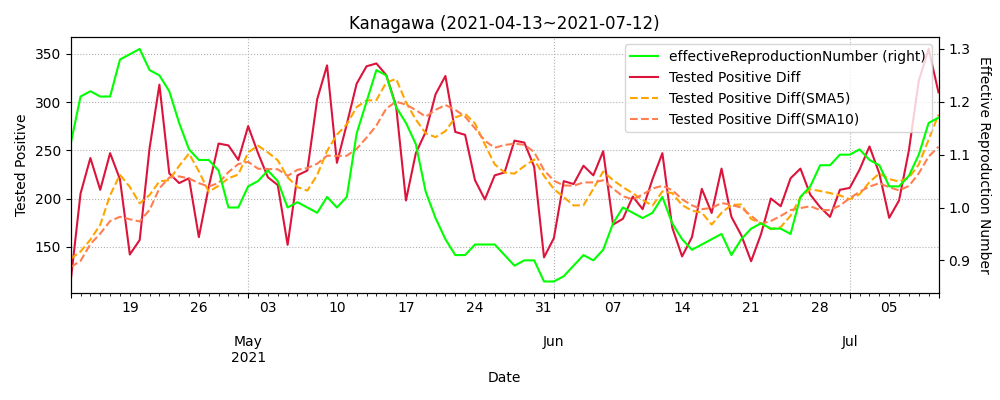 Kanagawa (2021-04-13~2021-07-12)
effectiveReproductionNumber (right)
Tested Positive Diff
Tested Positive Diff(SMA5)
Tested Positive Diff(SMA10)
Tested Positive
350
300
250
200
150
1.3
1.2
1.1
1.0
0.9
Effective Reproduction Number
19 26 03 10 17 24 31 07 14 21 28 05
May Jun Jul
2021
Date